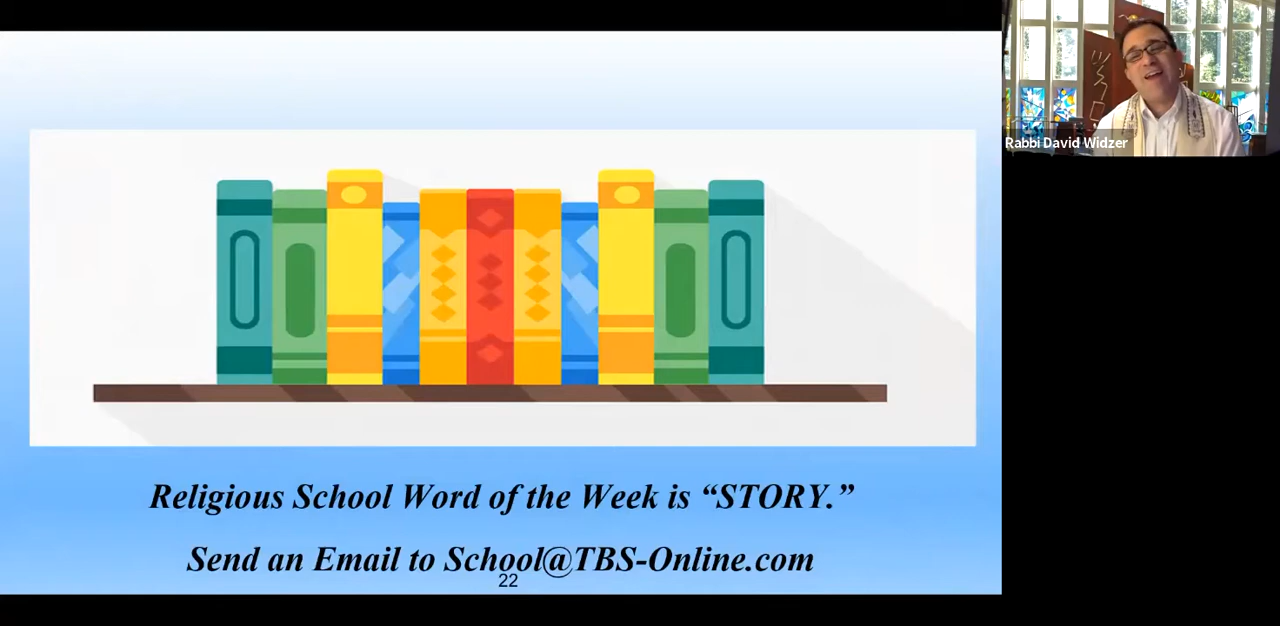 Rabbi David Widzer
Religious School Word of the Week is “STORY.”
Send an Email to School@TBS-Online.com
22